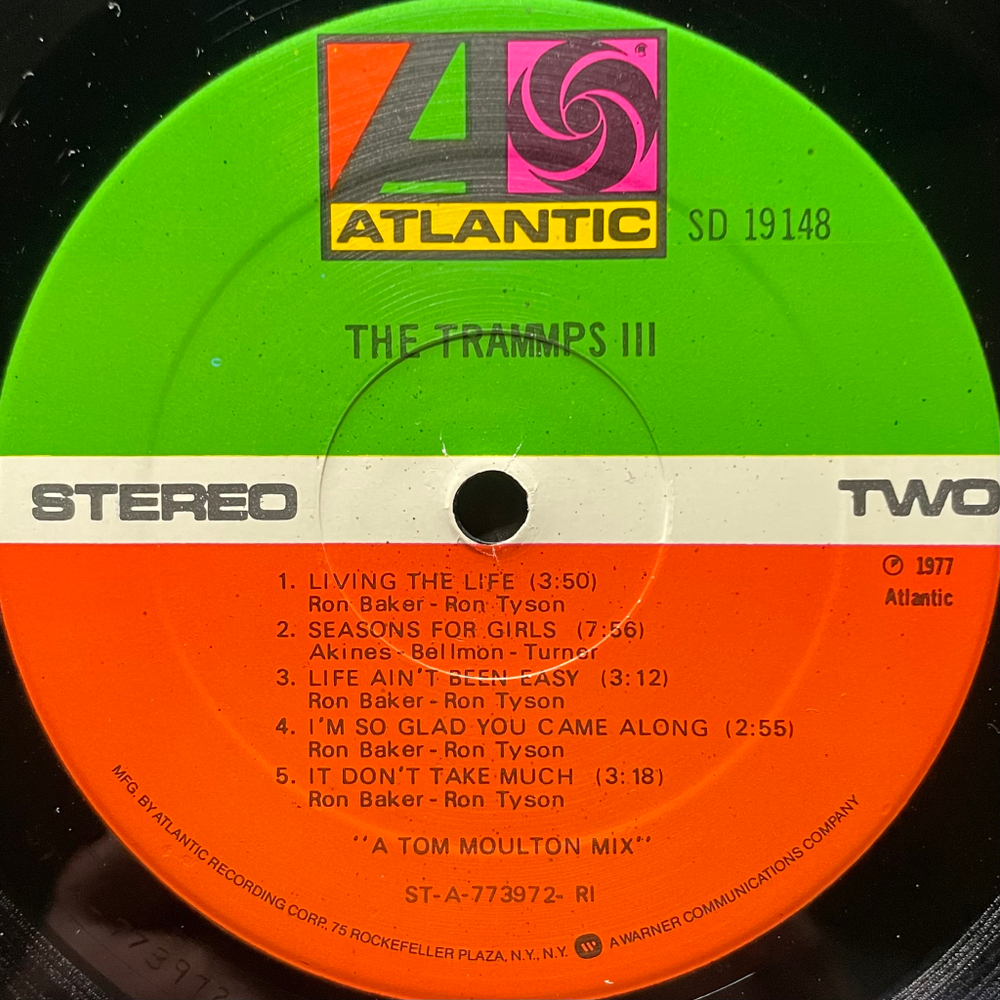 ®
ATLANTIC
SD 19148
THE TRAMMPS III
STEREO
TWO
℗ 1977
Atlantic
1. LIVING THE LIFE (3:50)
Ron Baker - Ron Tyson
2. SEASONS FOR GIRLS (7:56)
Akines - Bellmon - Turner
3. LIFE AIN'T BEEN EASY (3:12)
Ron Baker - Ron Tyson
4. I'M SO GLAD YOU CAME ALONG (2:55)
Ron Baker - Ron Tyson
5. IT DON'T TAKE MUCH (3:18)
Ron Baker - Ron Tyson
"A TOM MOULTON MIX"
ST-A-773972- RI
MFG. BY ATLANTIC RECORDING CORP., 75 ROCKEFELLER PLAZA, N.Y., N.Y. A WARNER COMMUNICATIONS COMPANY